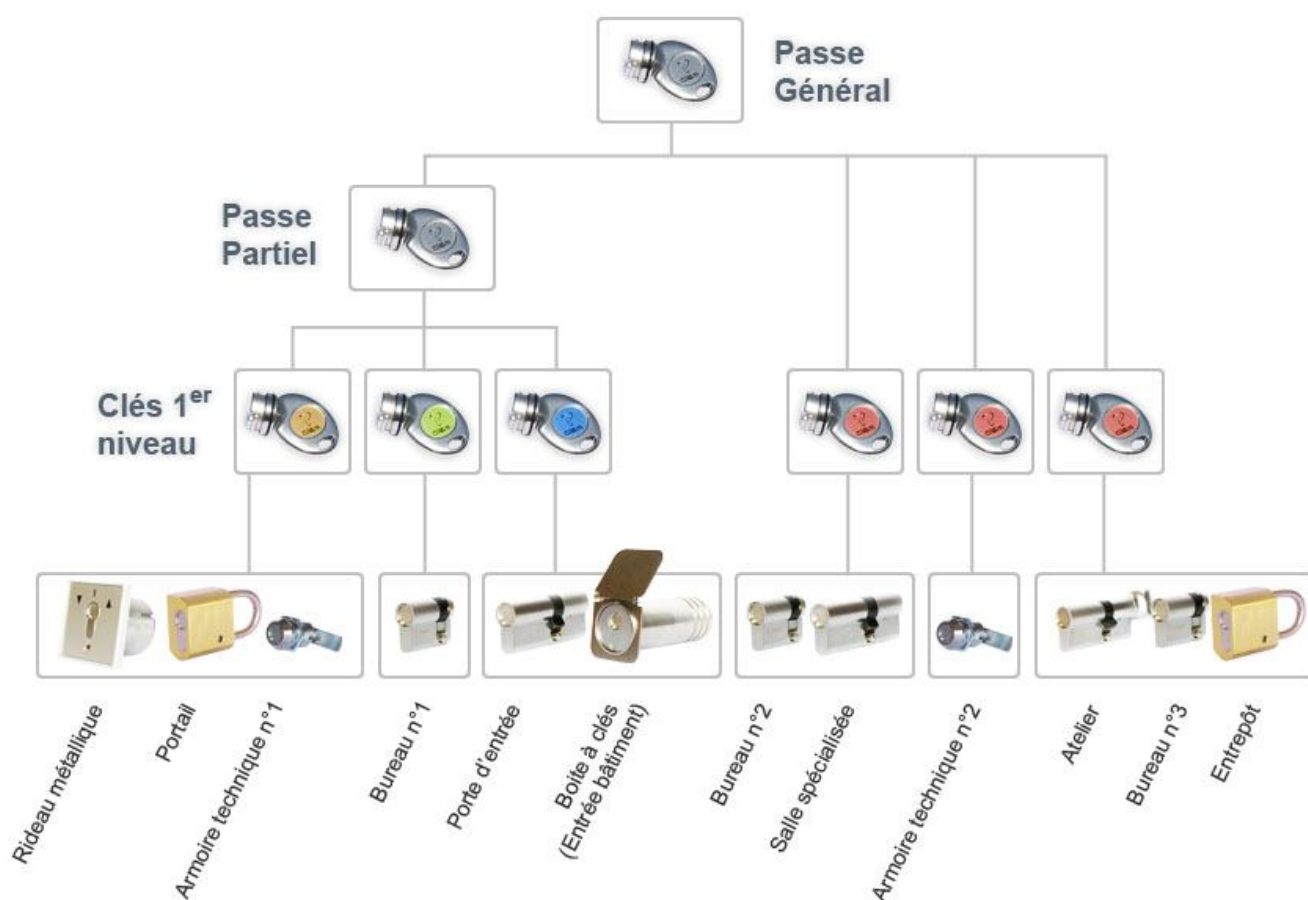 Passe
Général
Passe
Partiel
Clés 1er
niveau
Rideau métallique
Portail
Armoire technique n°1
Bureau n°1
Porte d'entrée
Boite à clés
(Entrée bâtiment)
Bureau n°2
Salle spécialisée
Armoire technique n°2
Atelier
Bureau n°3
Entrepôt